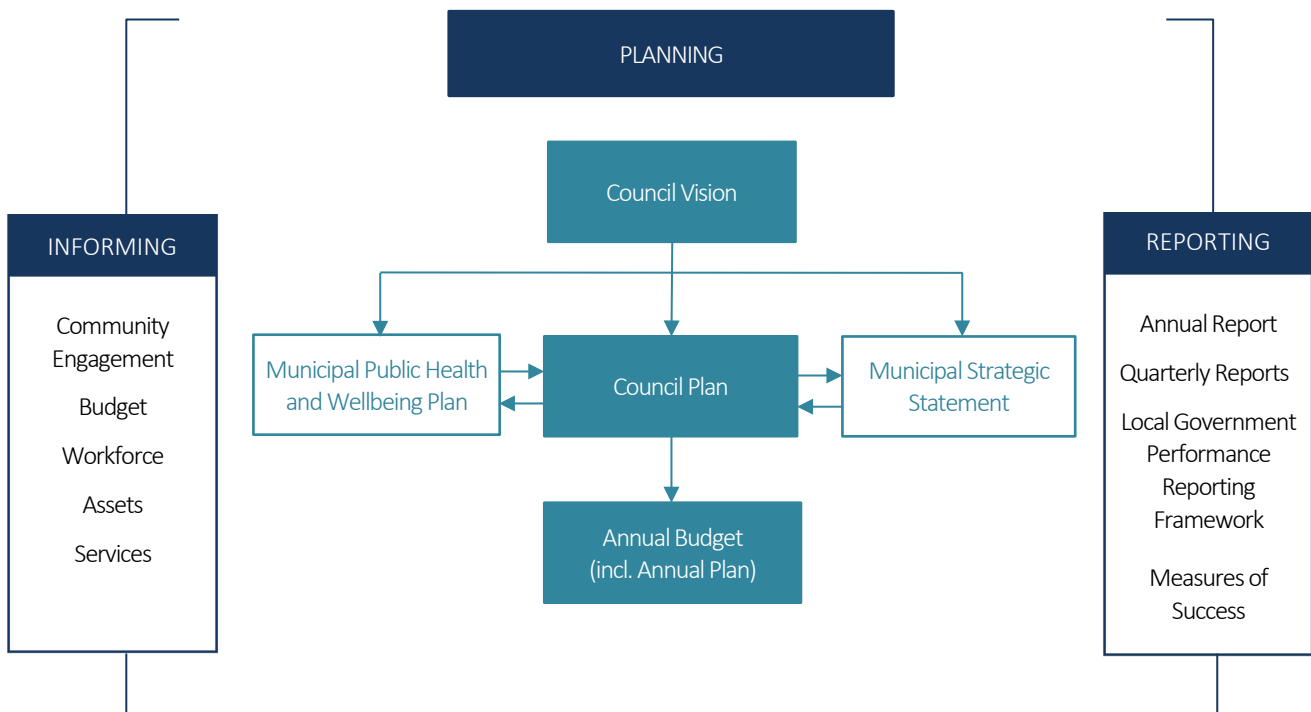 PLANNING
Council Vision
INFORMING
Community
Engagement
Budget
Workforce
Assets
Services
Municipal Public Health
and Wellbeing Plan
Council Plan
Municipal Strategic
Statement
Annual Budget
(incl. Annual Plan)
REPORTING
Annual Report
Quarterly Reports
Local Government
Performance
Reporting
Framework
Measures of
Success